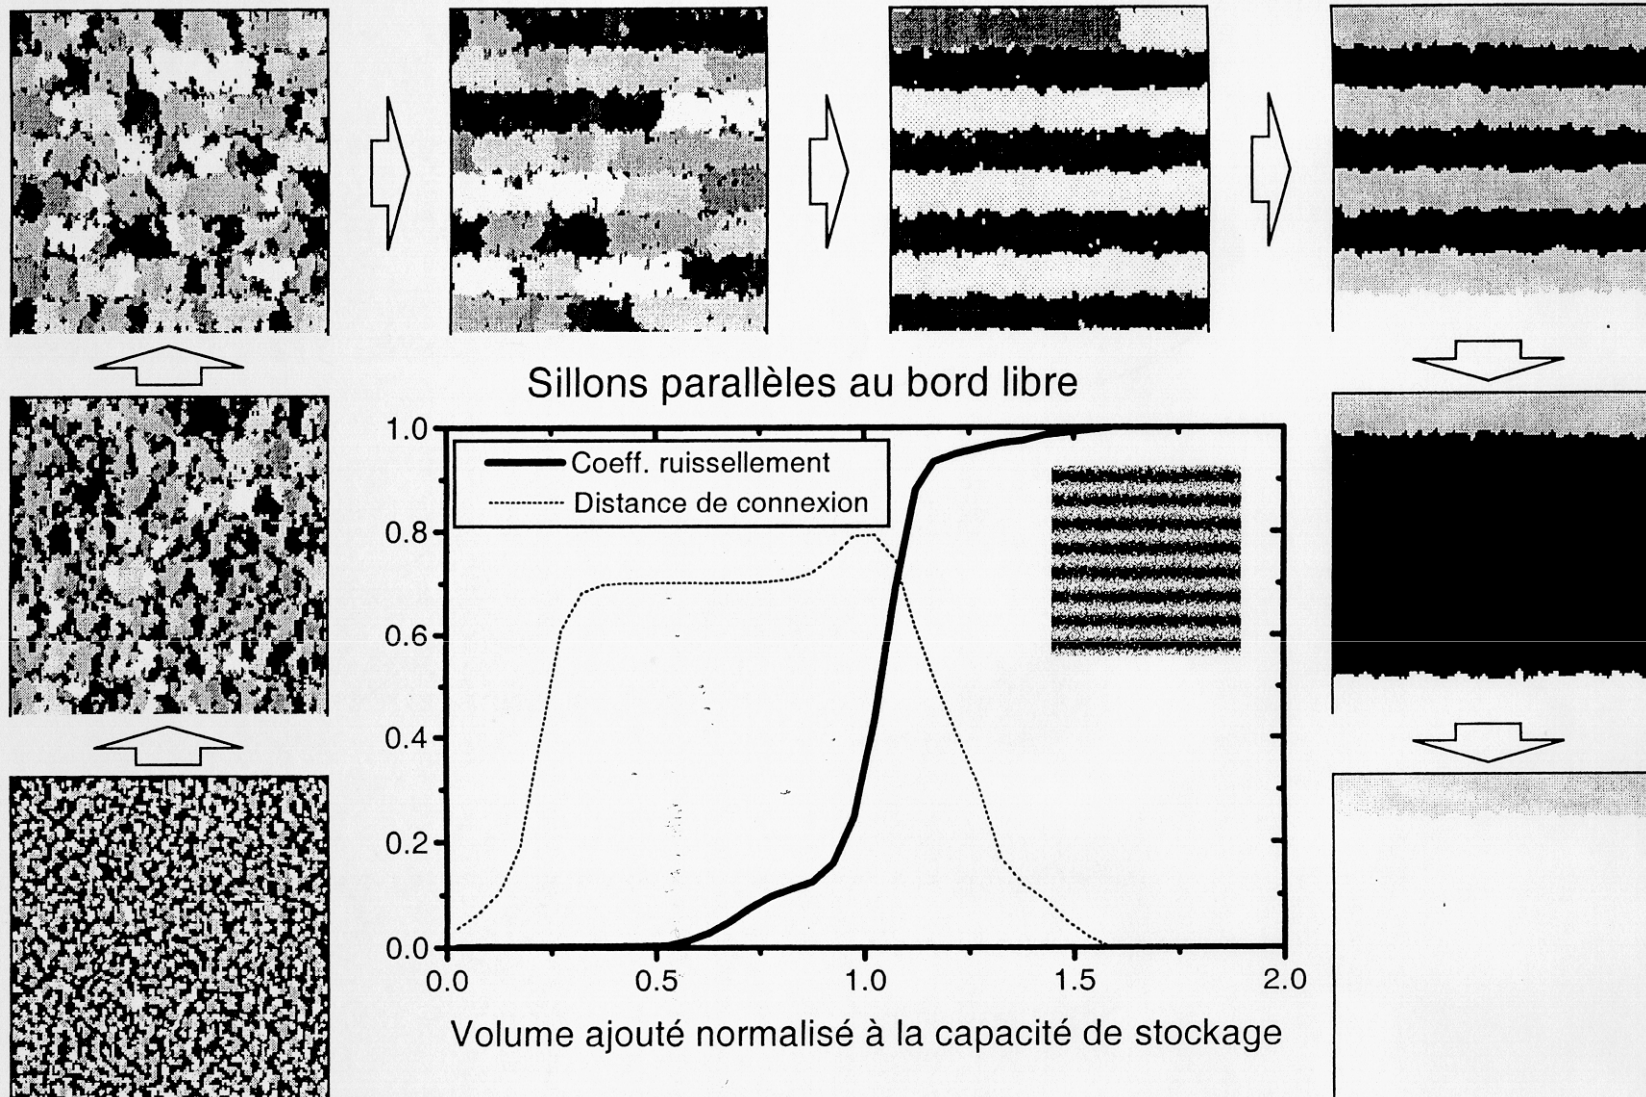 Sillons parallèles au bord libre
1.0
Coeff. ruissellement
Distance de connexion
0.8
0.6
0.4
0.2
0.0
0.0 0.5 1.0 1.5 2.0
Volume ajouté normalisé à la capacité de stockage